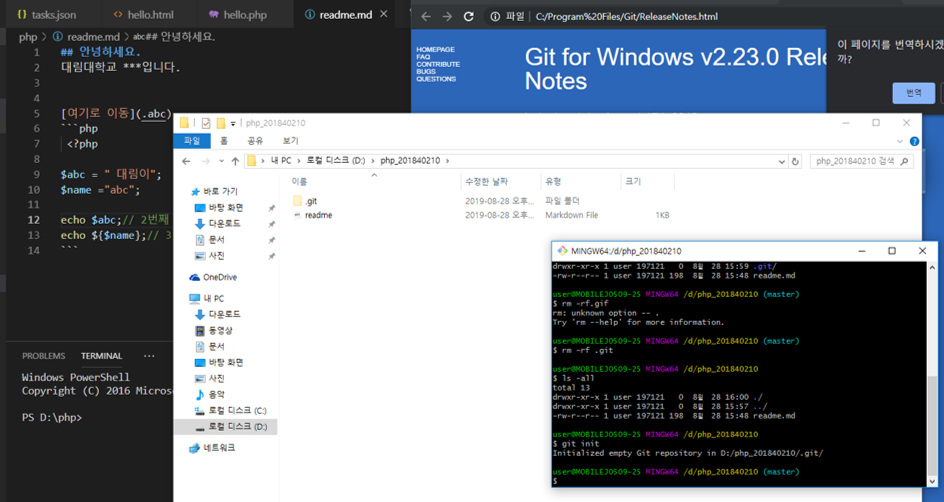 tasks.json
hello.html
hello.php
readme.md
php > readme.md > ## 안녕하세요.
1 ## 안녕하세요.
2 대림대학교 ***입니다.
3
4
5 [여기로 이동](.abc)
6 ```php
7 <?php
8
9 $abc = " 대림이";
10 $name ="abc";
11
12 echo $abc;// 2번째
13 echo ${$name};// 3
14 ```
PROBLEMS TERMINAL ...
Windows PowerShell
Copyright (C) 2016 Micros
PS D:\php>
파일 C:/Program%20Files/Git/ReleaseNotes.html
HOMEPAGE
FAQ
CONTRIBUTE
BUGS
QUESTIONS
Git for Windows v2.23.0 Rele
Notes
이 페이지를 번역하시겠
까?
번역
php_201840210
파일 홈 공유 보기
내 PC > 로컬 디스크 (D:) > php_201840210 >
php_201840210 검색
이름 수정한 날짜 유형 크기
.git 2019-08-28 오후... 파일 폴더
readme 2019-08-28 오후... Markdown File 1KB
바로 가기
바탕 화면
다운로드
문서
사진
OneDrive
내 PC
다운로드
동영상
문서
바탕 화면
사진
음악
로컬 디스크 (C:)
로컬 디스크 (D:)
네트워크
MINGW64:/d/php_201840210
drwxr-xr-x 1 user 197121 0 8월 28 15:59 .git/
-rw-r--r-- 1 user 197121 198 8월 28 15:48 readme.md
user@MOBILEJO509-25 MINGW64 /d/php_201840210 (master)
$ rm -rf.gif
rm: unknown option -- .
Try 'rm --help' for more information.
user@MOBILEJO509-25 MINGW64 /d/php_201840210 (master)
$ rm -rf .git
user@MOBILEJO509-25 MINGW64 /d/php_201840210
$ ls -all
total 13
drwxr-xr-x 1 user 197121 0 8월 28 16:00 ./
drwxr-xr-x 1 user 197121 0 8월 28 15:57 ../
-rw-r--r-- 1 user 197121 198 8월 28 15:48 readme.md
user@MOBILEJO509-25 MINGW64 /d/php_201840210
$ git init
Initialized empty Git repository in D:/php_201840210/.git/
user@MOBILEJO509-25 MINGW64 /d/php_201840210 (master)
$